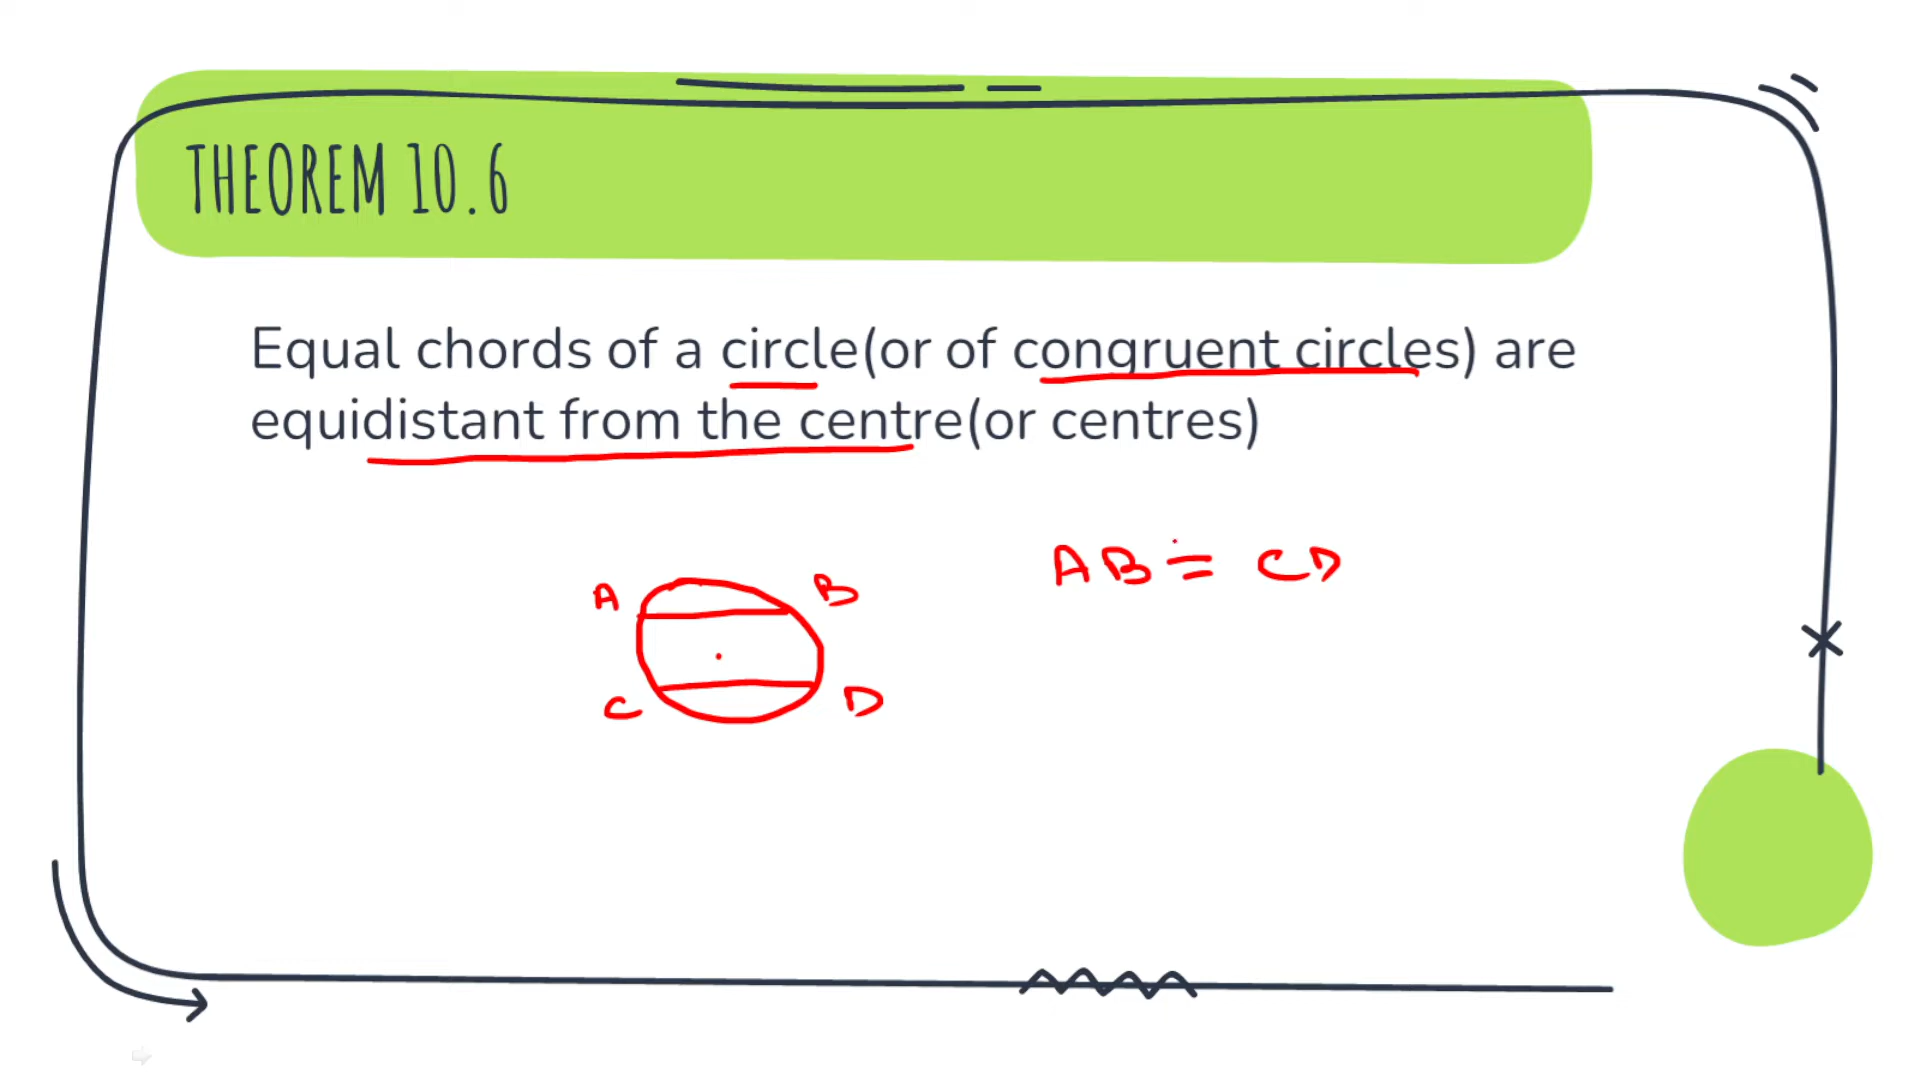 THEOREM 10.6
Equal chords of a circle(or of congruent circles) are
equidistant from the centre(or centres)
AB = CD
A B
C D